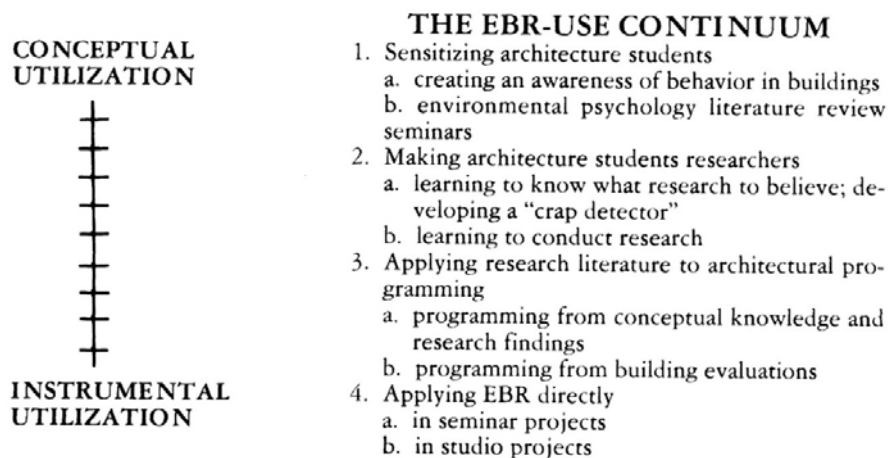 THE EBR-USE CONTINUUM
CONCEPTUAL
UTILIZATION
1. Sensitizing architecture students
a. creating an awareness of behavior in buildings
b. environmental psychology literature review
seminars
2. Making architecture students researchers
a. learning to know what research to believe; de-
veloping a “crap detector”
b. learning to conduct research
3. Applying research literature to architectural pro-
gramming
a. programming from conceptual knowledge and
research findings
b. programming from building evaluations
INSTRUMENTAL
UTILIZATION
4. Applying EBR directly
a. in seminar projects
b. in studio projects